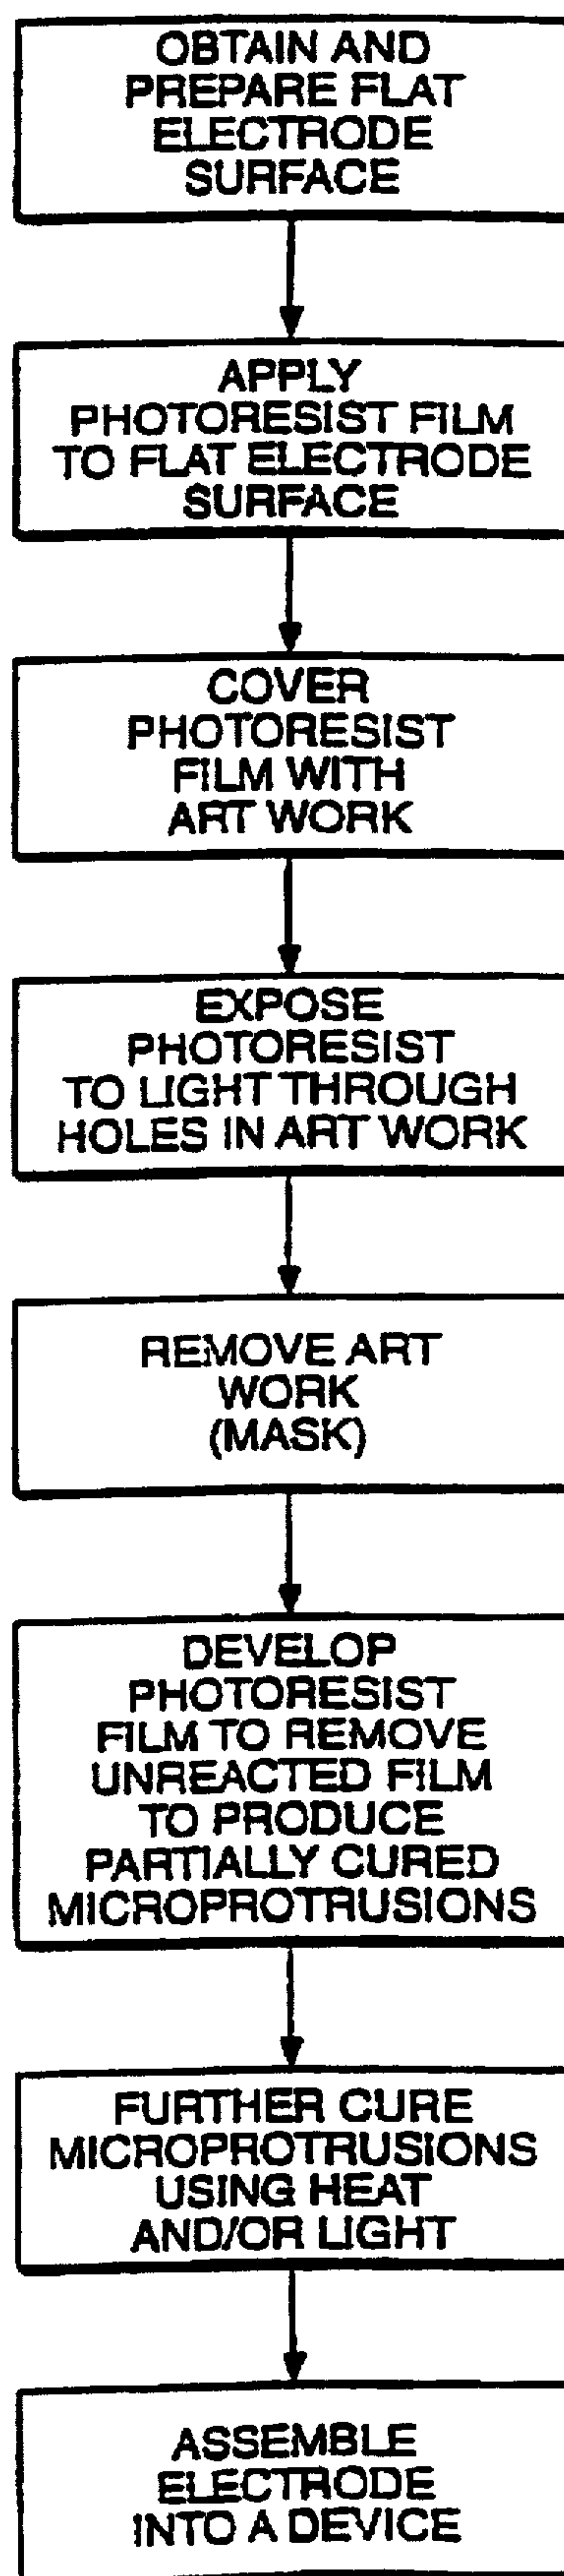 OBTAIN AND
PREPARE FLAT
ELECTRODE
SURFACE
APPLY
PHOTORESIST FILM
TO FLAT ELECTRODE
SURFACE
COVER
PHOTORESIST
FILM WITH
ART WORK
EXPOSE
PHOTORESIST
TO LIGHT THROUGH
HOLES IN ART WORK
REMOVE ART
WORK
(MASK)
DEVELOP
PHOTORESIST
FILM TO REMOVE
UNREACTED FILM
TO PRODUCE
PARTIALLY CURED
MICROPROTRUSIONS
FURTHER CURE
MICROPROTRUSIONS
USING HEAT
AND/OR LIGHT
ASSEMBLE
ELECTRODE
INTO A DEVICE